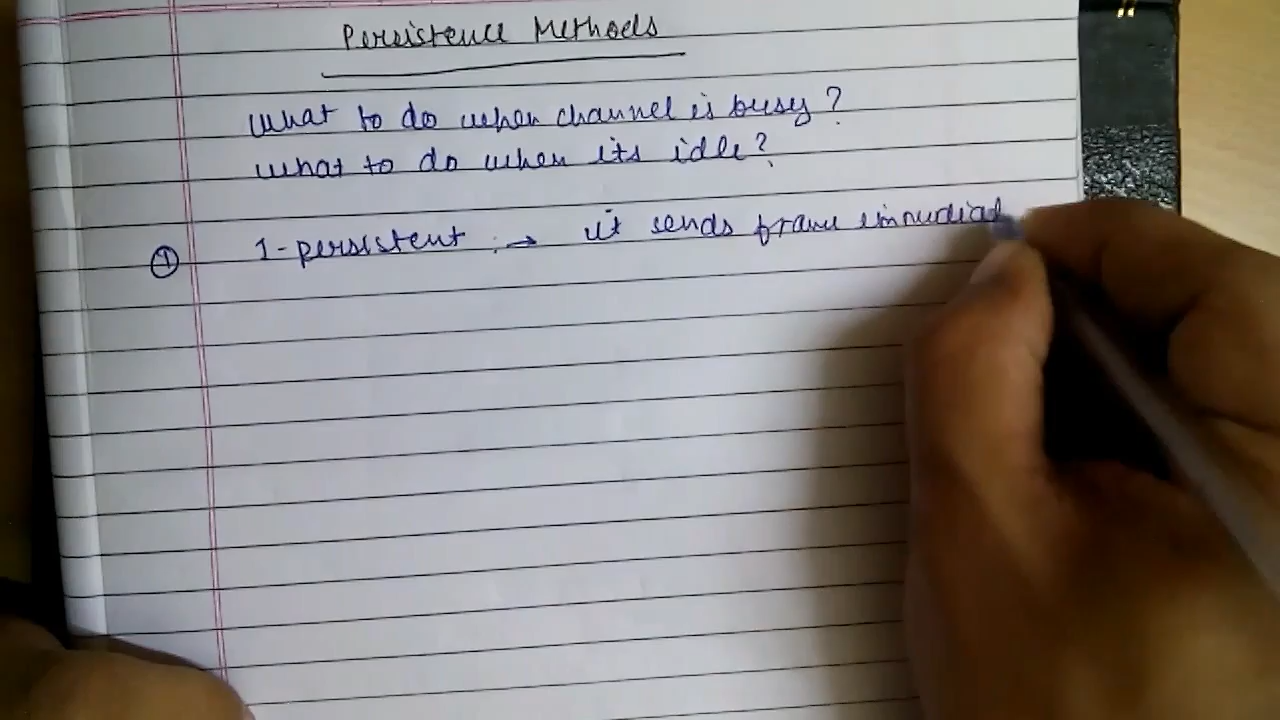 Persistence Methods
What to do when channel is busy?
What to do when its idle?
① 1-persistent :→ it sends frame